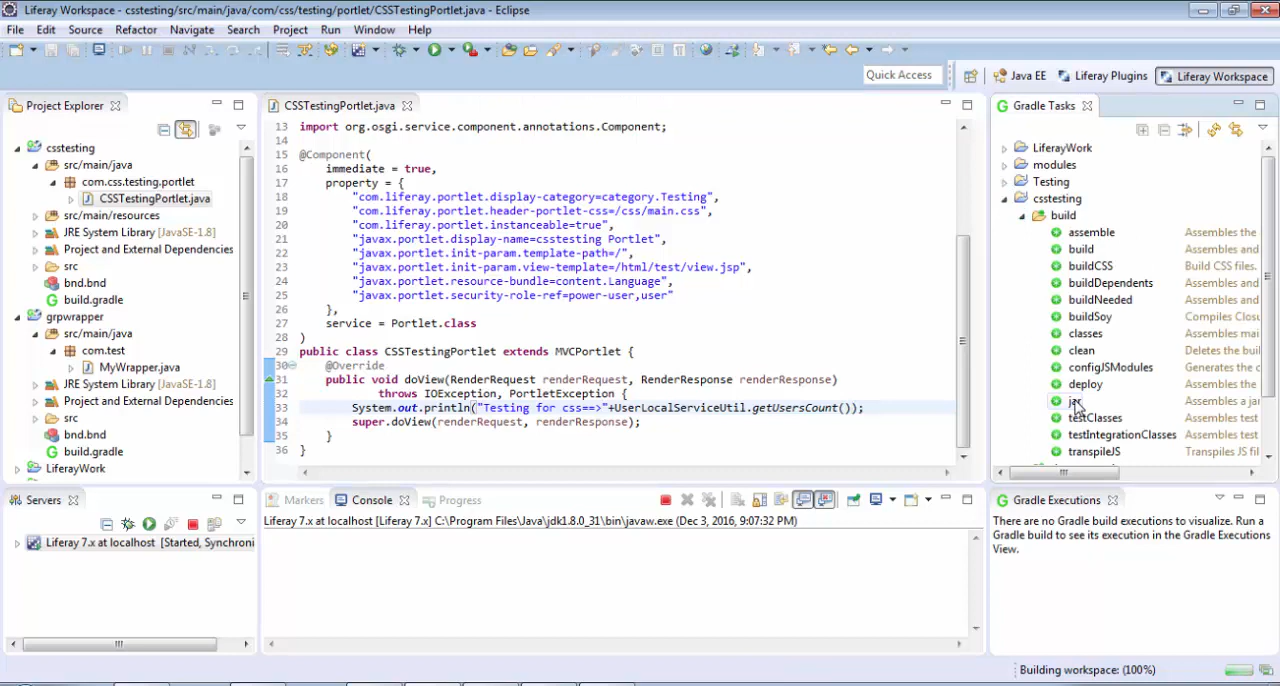 Liferay Workspace - csstesting/src/main/java/com/css/testing/portlet/CSSTestingPortlet.java - Eclipse
File Edit Source Refactor Navigate Search Project Run Window Help
Quick Access
Java EE
Liferay Plugins
Liferay Workspace
Project Explorer
csstesting
src/main/java
com.css.testing.portlet
CSSTestingPortlet.java
src/main/resources
JRE System Library [JavaSE-1.8]
Project and External Dependencies
src
bnd.bnd
build.gradle
grpwrapper
src/main/java
com.test
MyWrapper.java
JRE System Library [JavaSE-1.8]
Project and External Dependencies
src
bnd.bnd
build.gradle
LiferayWork
CSSTestingPortlet.java
13 import org.osgi.service.component.annotations.Component;
14
15 @Component(
16 immediate = true,
17 property = {
18 "com.liferay.portlet.display-category=category.Testing",
19 "com.liferay.portlet.header-portlet-css=/css/main.css",
20 "com.liferay.portlet.instanceable=true",
21 "javax.portlet.display-name=csstesting Portlet",
22 "javax.portlet.init-param.template-path=/",
23 "javax.portlet.init-param.view-template=/html/test/view.jsp",
24 "javax.portlet.resource-bundle=content.Language",
25 "javax.portlet.security-role-ref=power-user,user"
26 },
27 service = Portlet.class
28 )
29 public class CSSTestingPortlet extends MVCPortlet {
30 @Override
31 public void doView(RenderRequest renderRequest, RenderResponse renderResponse)
32 throws IOException, PortletException {
33 System.out.println("Testing for css==>"+UserLocalServiceUtil.getUsersCount());
34 super.doView(renderRequest, renderResponse);
35 }
36 }
Gradle Tasks
LiferayWork
modules
Testing
csstesting
build
assemble Assembles the
build Assembles and
buildCSS Build CSS files.
buildDependents Assembles and
buildNeeded Assembles and
buildSoy Compiles Closu
classes Assembles mai
clean Deletes the bui
configJSModules Generates the c
deploy Assembles and
jar Assembles a jar
testClasses Assembles test
testIntegrationClasses Assembles test
transpileJS Transpiles JS
Servers
Liferay 7.x at localhost [Started, Synchroni
Markers
Console
Progress
Liferay 7.x at localhost [Liferay 7.x] C:\Program Files\Java\jdk1.8.0_31\bin\javaw.exe (Dec 3, 2016, 9:07:32 PM)
Gradle Executions
There are no Gradle build executions to visualize. Run a
Gradle build to see its execution in the Gradle Executions
View.
Building workspace: (100%)